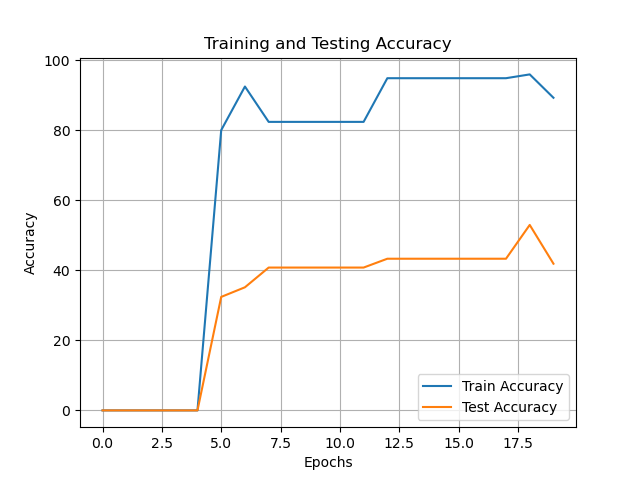 Training and Testing Accuracy
100
80
60
40
20
0
Accuracy
0.0 2.5 5.0 7.5 10.0 12.5 15.0 17.5
Epochs
Train Accuracy
Test Accuracy